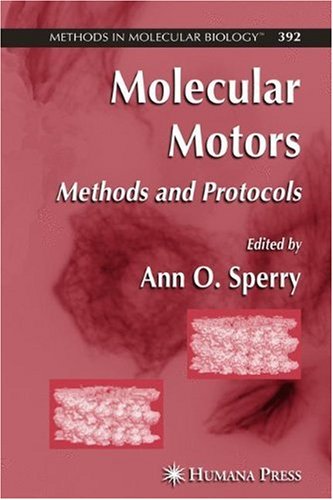 METHODS IN MOLECULAR BIOLOGY™ 392
Molecular
Motors
Methods and Protocols
Edited by
Ann O. Sperry
HUMANA PRESS